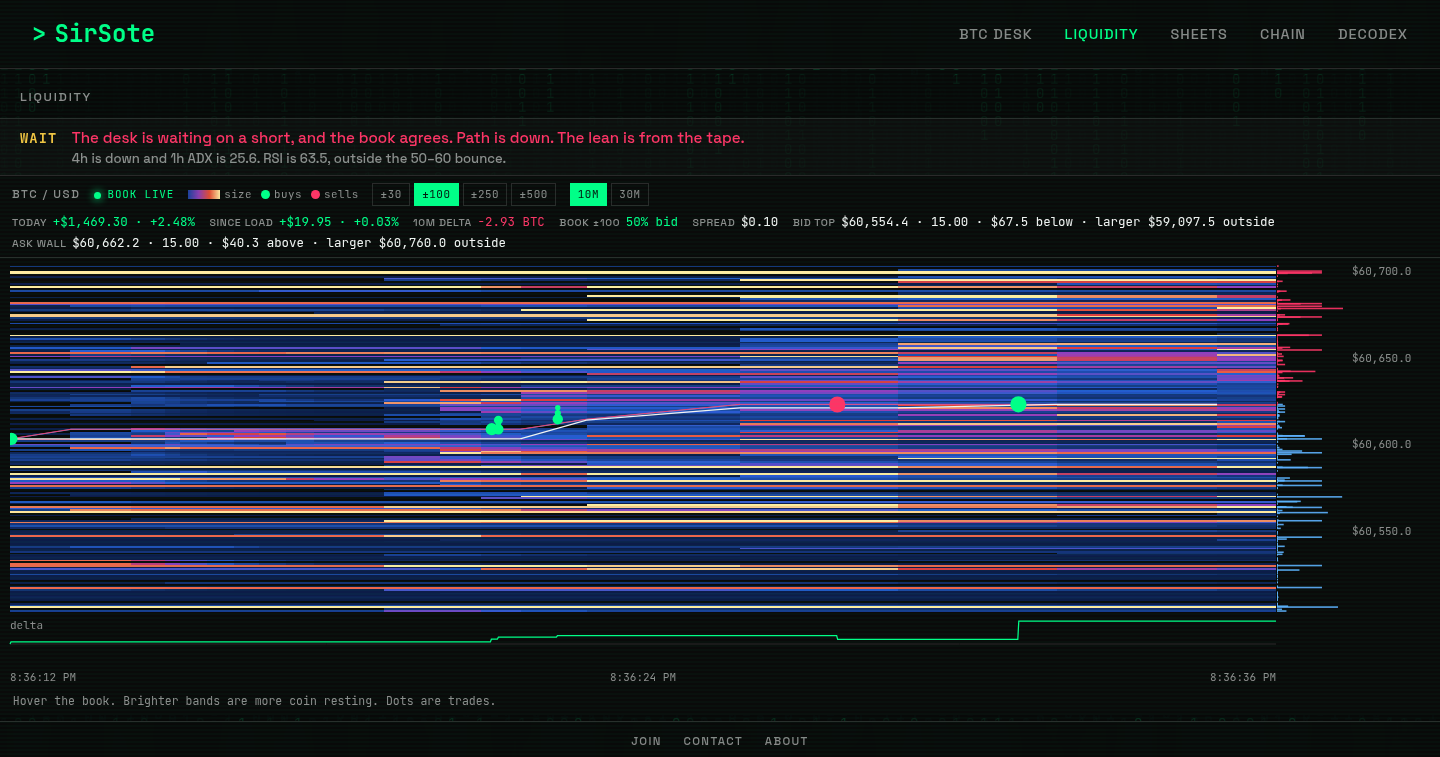 > SirSote
BTC DESK LIQUIDITY SHEETS CHAIN DECODEX
LIQUIDITY
WAIT The desk is waiting on a short, and the book agrees. Path is down. The lean is from the tape.
4h is down and 1h ADX is 25.6. RSI is 63.5, outside the 50–60 bounce.
BTC / USD BOOK LIVE size buys sells ±30 ±100 ±250 ±500 10M 30M
TODAY +$1,469.30 · +2.48% SINCE LOAD +$19.95 · +0.03% 10M DELTA -2.93 BTC BOOK ±100 50% bid SPREAD $0.10 BID TOP $60,554.4 · 15.00 · $67.5 below · larger $59,097.5 outside
ASK WALL $60,662.2 · 15.00 · $40.3 above · larger $60,760.0 outside
$60,700.0
$60,650.0
$60,600.0
$60,550.0
delta
8:36:12 PM 8:36:24 PM 8:36:36 PM
Hover the book. Brighter bands are more coin resting. Dots are trades.
JOIN CONTACT ABOUT